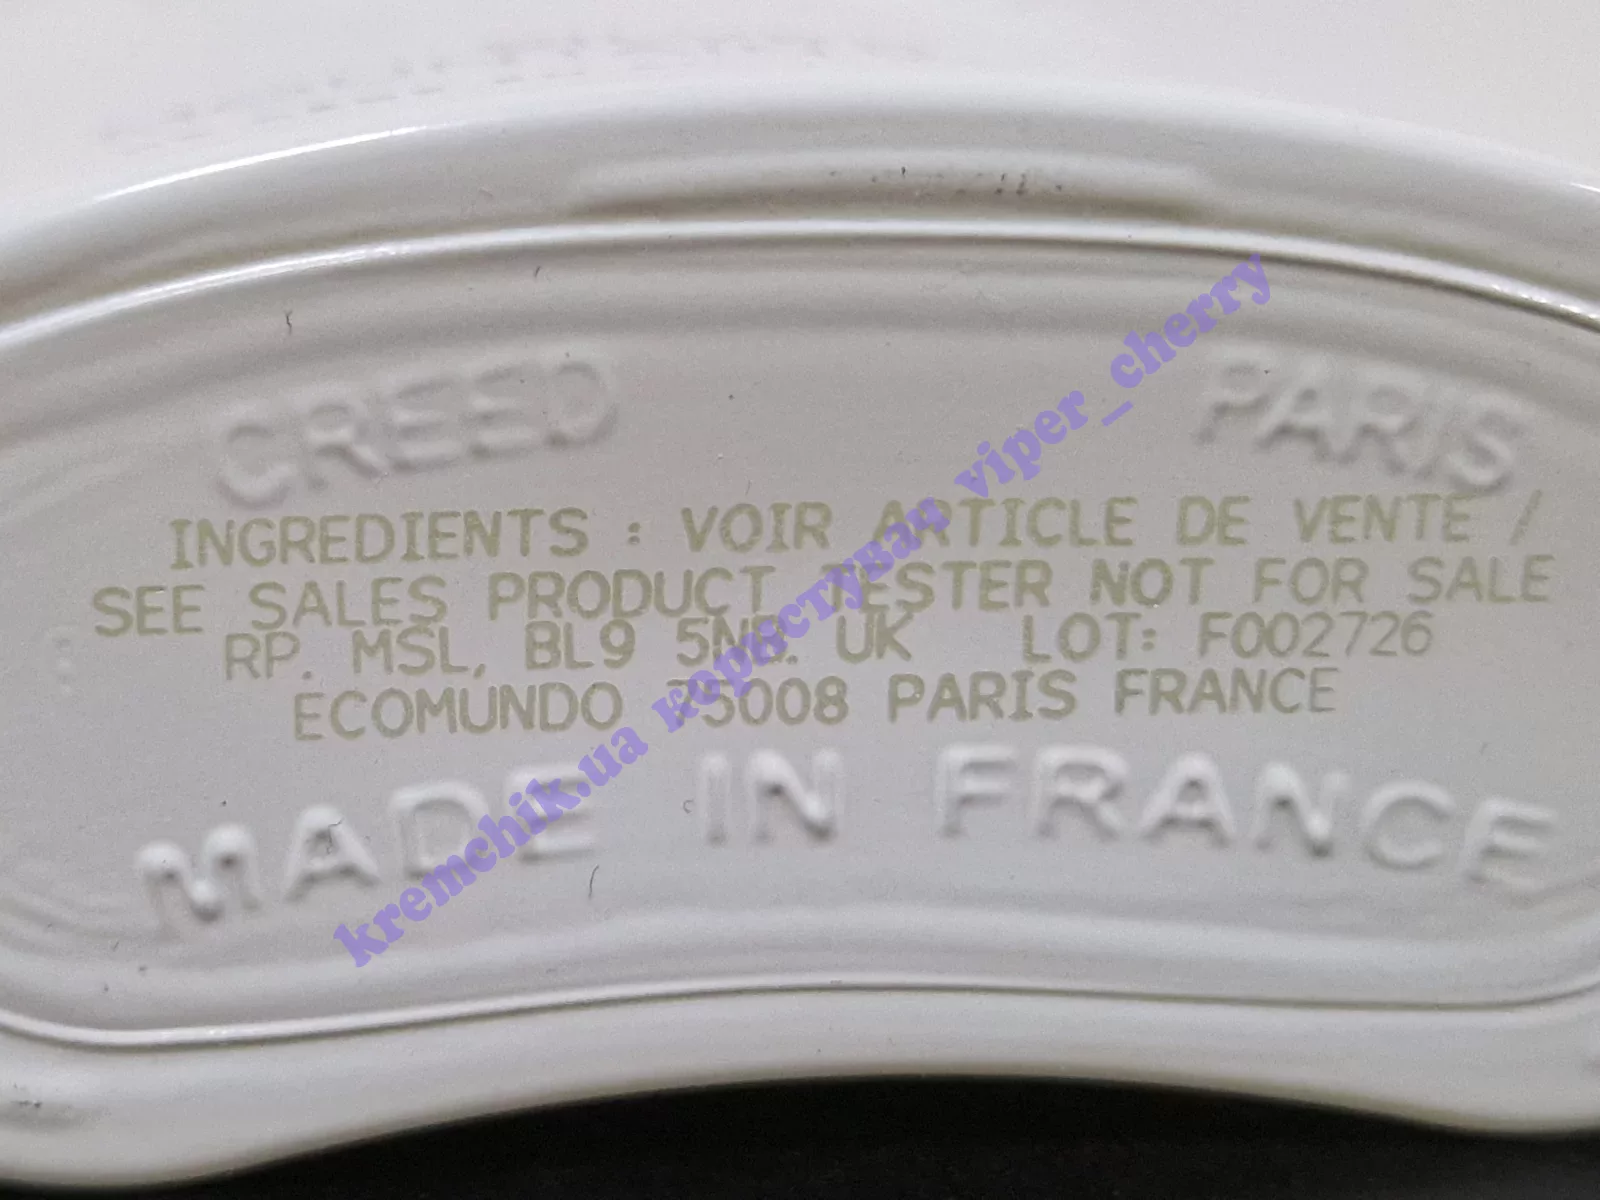 CREED PARIS
INGREDIENTS : VOIR ARTICLE DE VENTE /
SEE SALES PRODUCT TESTER NOT FOR SALE
RP. MSL, BL9 5NB. UK LOT: F002726
ECOMUNDO 75008 PARIS FRANCE
MADE IN FRANCE
kremchik.ua користувач viper_cherry